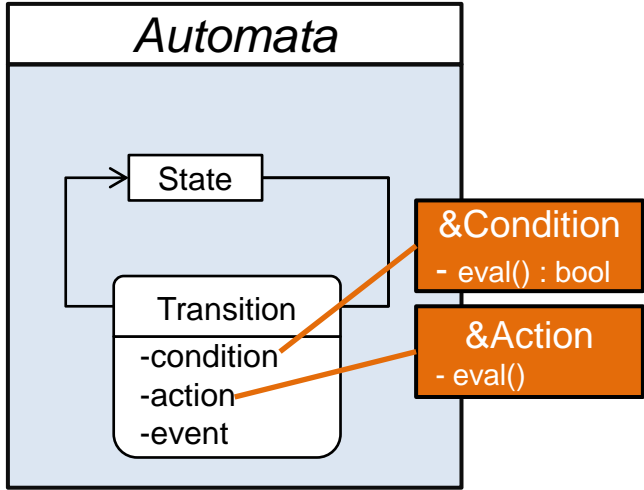 Automata
State
Transition
-condition
-action
-event
&Condition
- eval() : bool
&Action
- eval()